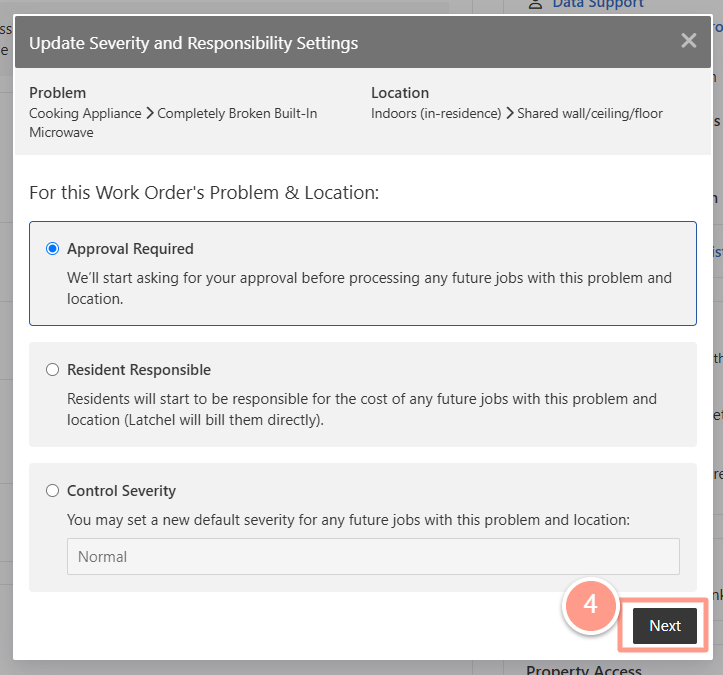 Data Support
Update Severity and Responsibility Settings
Problem
Cooking Appliance > Completely Broken Built-In
Microwave
Location
Indoors (in-residence) > Shared wall/ceiling/floor
For this Work Order's Problem & Location:
Approval Required
We'll start asking for your approval before processing any future jobs with this problem and
location.
Resident Responsible
Residents will start to be responsible for the cost of any future jobs with this problem and
location (Latchel will bill them directly).
Control Severity
You may set a new default severity for any future jobs with this problem and location:
Normal
4
Next
Property Access